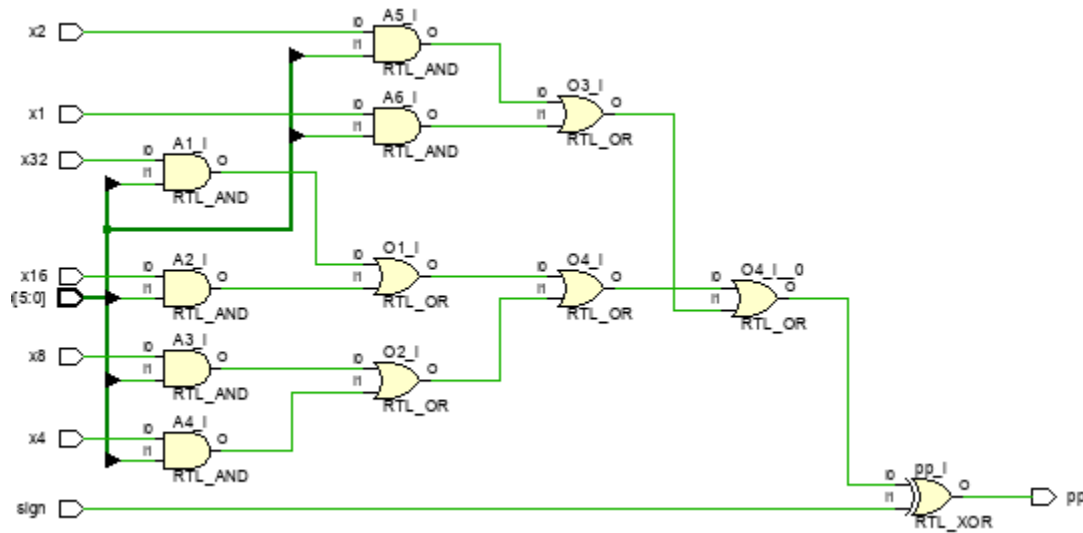 A5_I
x2 I0 O
I1
RTL_AND
A6_I
O3_I
x1 I0 O I0 O
I1 I1
RTL_AND RTL_OR
A1_I
x32 I0 O
I1
RTL_AND
A2_I O1_I O4_I O4_I__0
x16 I0 O I0 O I0 O I0 O
[5:0] I1 I1 I1 I1
RTL_AND RTL_OR RTL_OR RTL_OR
A3_I O2_I
x8 I0 O I0 O
I1 I1
RTL_AND RTL_OR
A4_I
x4 I0 O
I1
RTL_AND
pp_I
I0 O
sign I1 pp
RTL_XOR